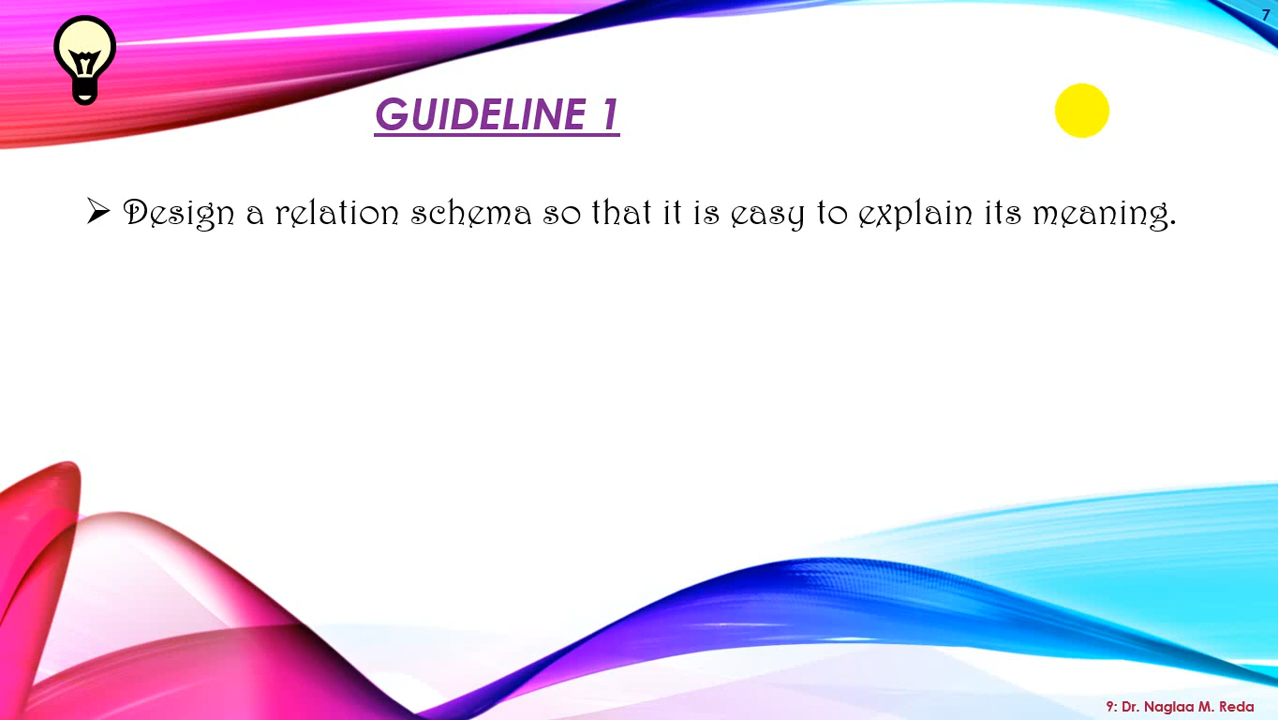 7
GUIDELINE 1
➢ Design a relation schema so that it is easy to explain its meaning.
9: Dr. Naglaa M. Reda